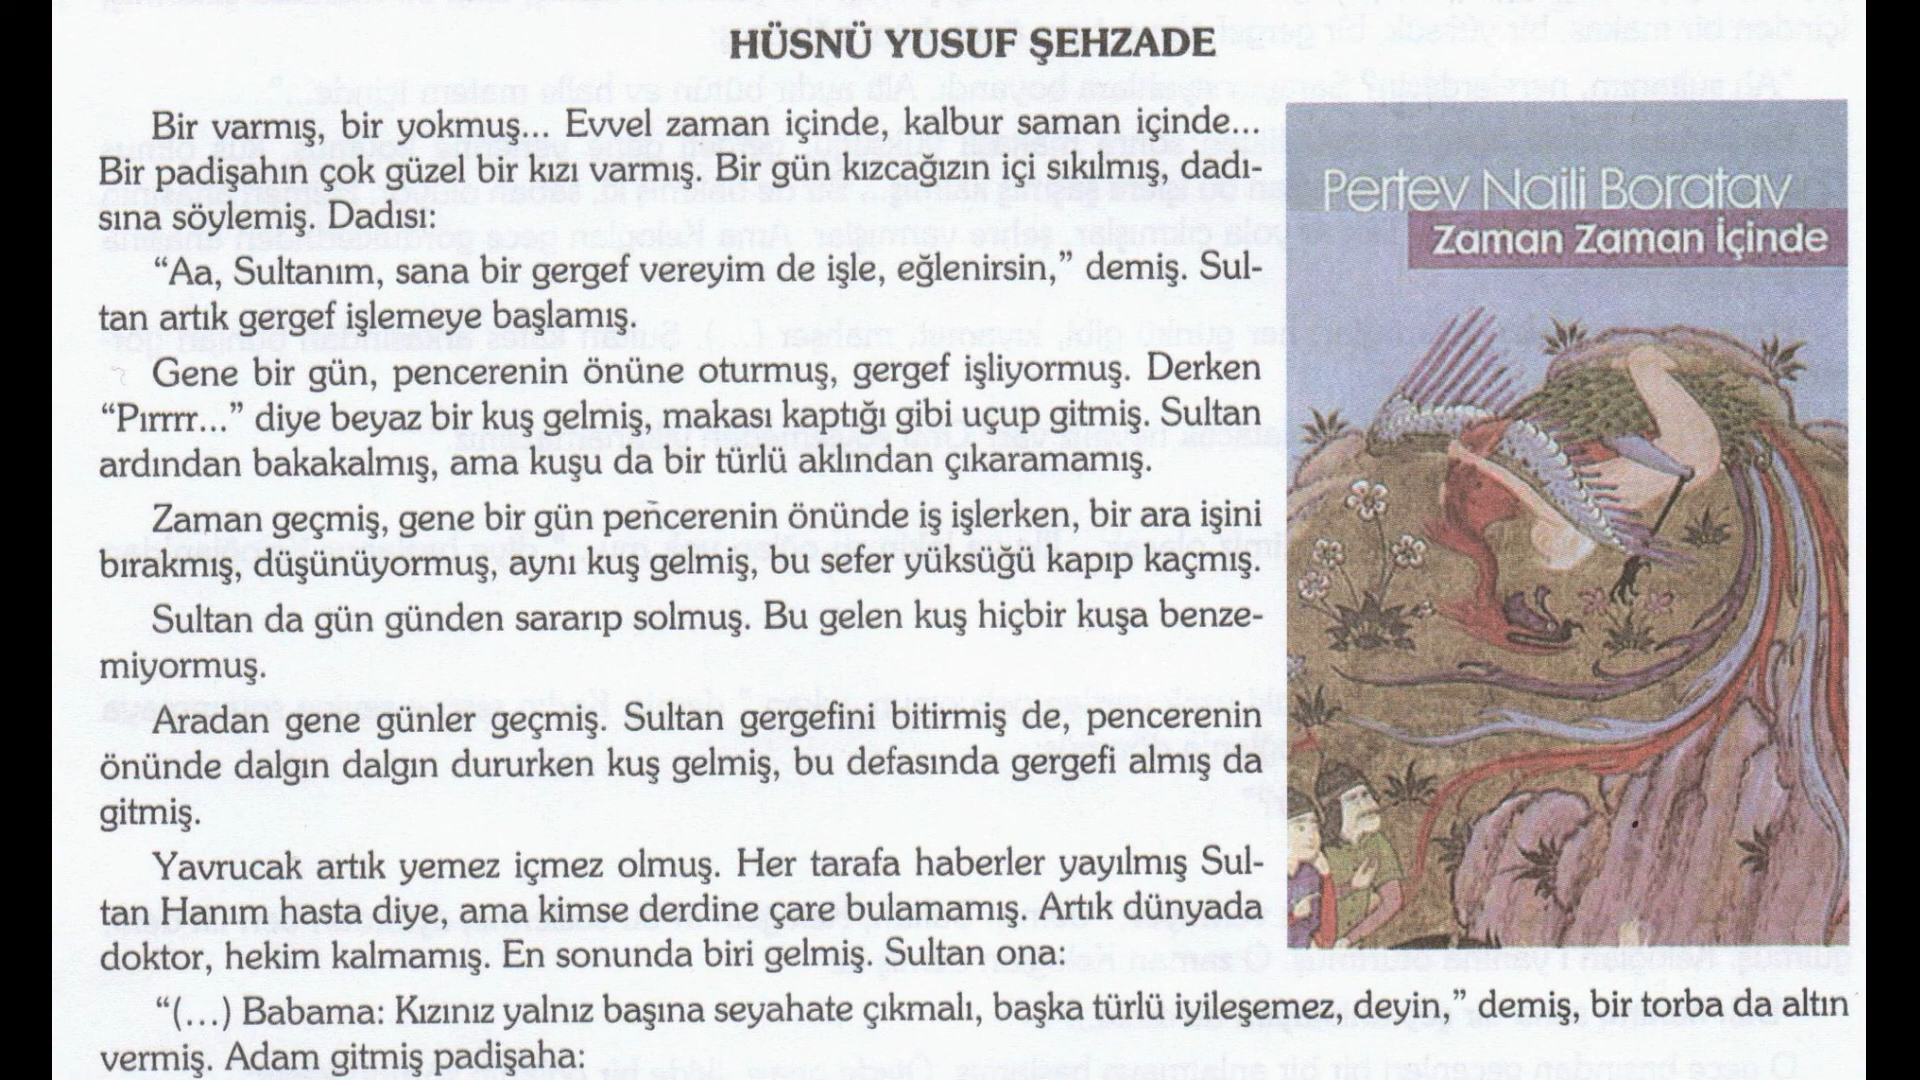 HÜSNÜ YUSUF ŞEHZADE
Bir varmış, bir yokmuş... Evvel zaman içinde, kalbur saman içinde...
Bir padişahın çok güzel bir kızı varmış. Bir gün kızcağızın içi sıkılmış, dadı-
sına söylemiş. Dadısı:
“Aa, Sultanım, sana bir gergef vereyim de işle, eğlenirsin,” demiş. Sul-
tan artık gergef işlemeye başlamış.
Gene bir gün, pencerenin önüne oturmuş, gergef işliyormuş. Derken
“Pırrrr...” diye beyaz bir kuş gelmiş, makası kaptığı gibi uçup gitmiş. Sultan
ardından bakakalmış, ama kuşu da bir türlü aklından çıkaramamış.
Zaman geçmiş, gene bir gün pencerenin önünde iş işlerken, bir ara işini
bırakmış, düşünüyormuş, aynı kuş gelmiş, bu sefer yüksüğü kapıp kaçmış.
Sultan da gün günden sararıp solmuş. Bu gelen kuş hiçbir kuşa benze-
miyormuş.
Aradan gene günler geçmiş. Sultan gergefini bitirmiş de, pencerenin
önünde dalgın dalgın dururken kuş gelmiş, bu defasında gergefi almış da
gitmiş.
Yavrucak artık yemez içmez olmuş. Her tarafa haberler yayılmış Sul-
tan Hanım hasta diye, ama kimse derdine çare bulamamış. Artık dünyada
doktor, hekim kalmamış. En sonunda biri gelmiş. Sultan ona:
“(...) Babama: Kızınız yalnız başına seyahate çıkmalı, başka türlü iyileşemez, deyin,” demiş, bir torba da altın
vermiş. Adam gitmiş padişaha:
Pertev Naili Boratav
Zaman Zaman İçinde